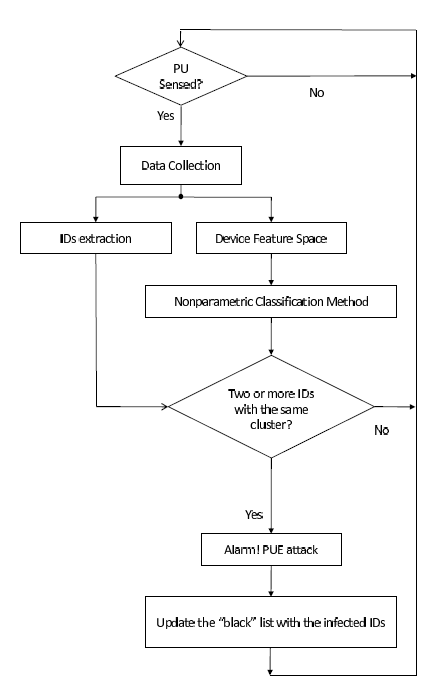 PU
Sensed?
No
Yes
Data Collection
IDs extraction
Device Feature Space
Nonparametric Classification Method
Two or more IDs
with the same
cluster?
No
Yes
Alarm! PUE attack
Update the “black” list with the infected IDs